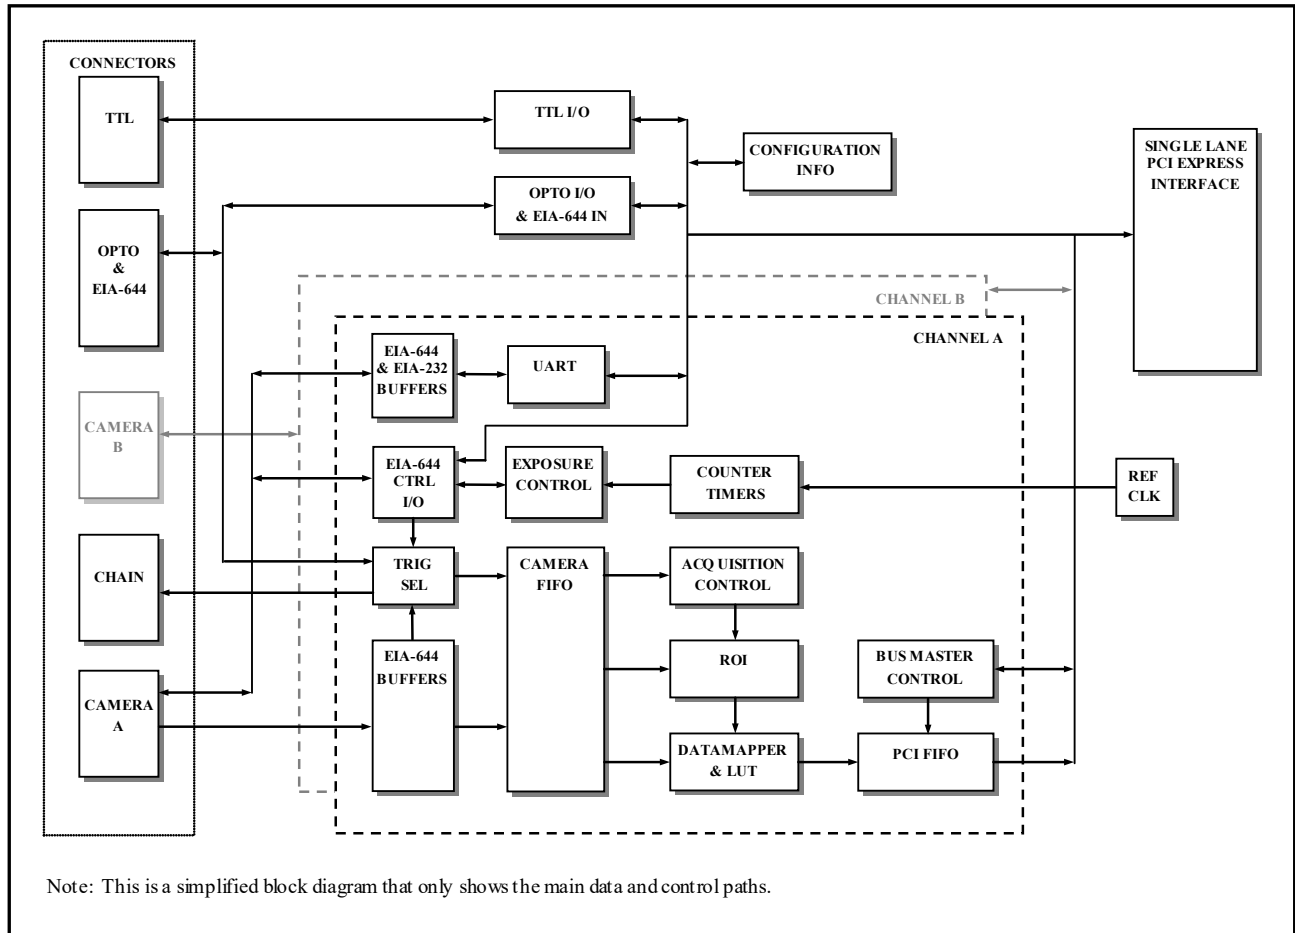 CONNECTORS
TTL
OPTO
&
EIA-644
CAMERA
B
CHAIN
CAMERA
A
TTL I/O
OPTO I/O
& EIA-644 IN
CONFIGURATION
INFO
SINGLE LANE
PCI EXPRESS
INTERFACE
CHANNEL B
CHANNEL A
EIA-644
& EIA-232
BUFFERS
UART
EIA-644
CTRL
I/O
EXPOSURE
CONTROL
COUNTER
TIMERS
REF
CLK
TRIG
SEL
CAMERA
FIFO
ACQUISITION
CONTROL
EIA-644
BUFFERS
ROI
BUS MASTER
CONTROL
DATAMAPPER
& LUT
PCI FIFO
Note: This is a simplified block diagram that only shows the main data and control paths.